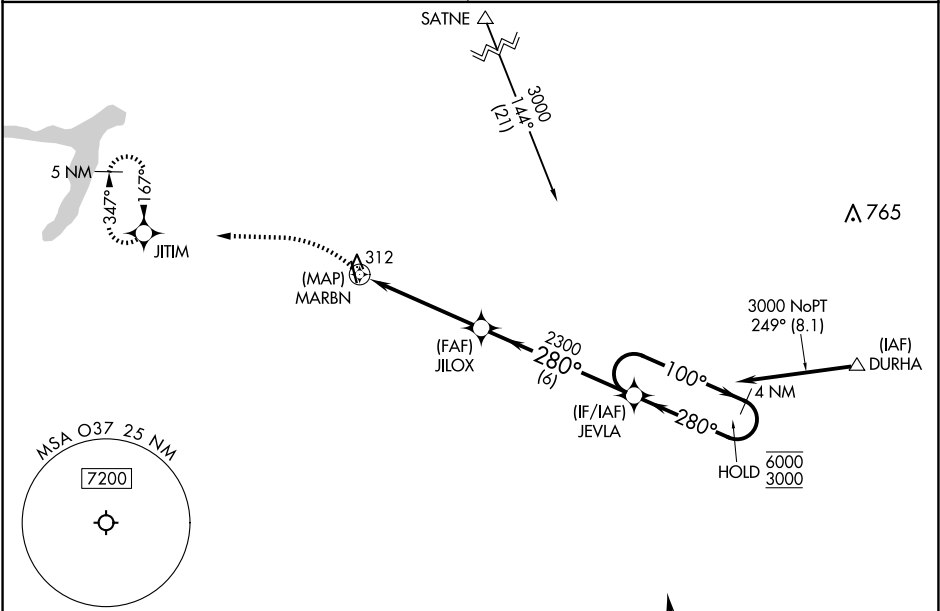 SATNE
3000
144°
(21)
5 NM
347°
167°
JITIM
765
312
(MAP)
MARBN
3000 NoPT
249° (8.1)
(IAF)
DURHA
(FAF)
JILOX
2300
280°
(6)
100°
4 NM
(IF/IAF)
JEVLA
280°
HOLD
6000
3000
MSA O37 25 NM
7200